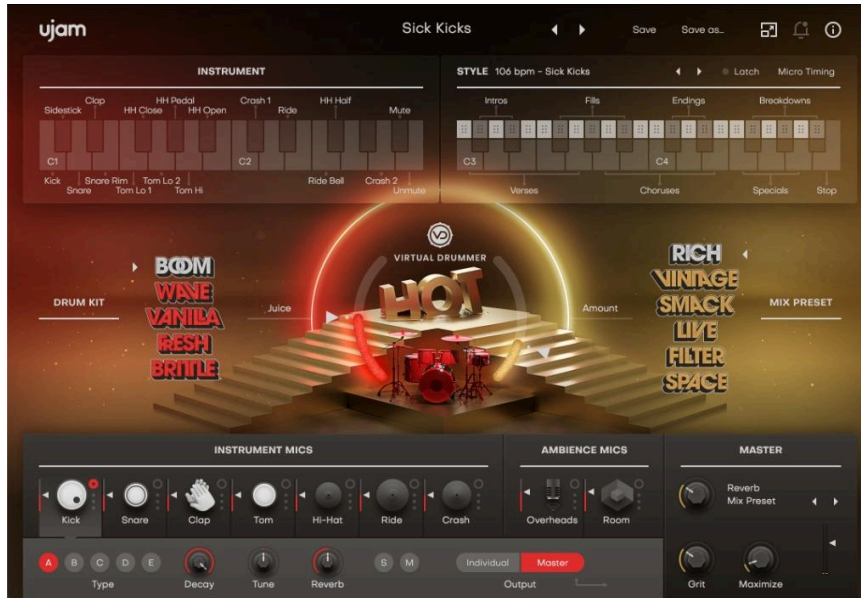 ujam
Sick Kicks
Save
Save as...
INSTRUMENT
STYLE 106 bpm - Sick Kicks
Latch
Micro Timing
Clap
HH Pedal
Crash 1
HH Half
Sidestick
HH Close
HH Open
Ride
Mute
Intros
Fills
Endings
Breakdowns
C1
C2
C3
C4
Kick
Snare Rim
Tom Lo 2
Ride Bell
Crash 2
Snare
Tom Lo 1
Tom Hi
Unmute
Verses
Choruses
Specials
Stop
VD
VIRTUAL DRUMMER
HOT
DRUM KIT
BOOM
WAVE
VANILLA
FRESH
BRITTLE
Juice
Amount
RICH
VINTAGE
SMACK
LIVE
FILTER
SPACE
MIX PRESET
INSTRUMENT MICS
AMBIENCE MICS
MASTER
Kick
Snare
Clap
Tom
Hi-Hat
Ride
Crash
Overheads
Room
Reverb
Mix Preset
A B C D E
Type
Decay
Tune
Reverb
S M
Individual
Master
Output
Grit
Maximize